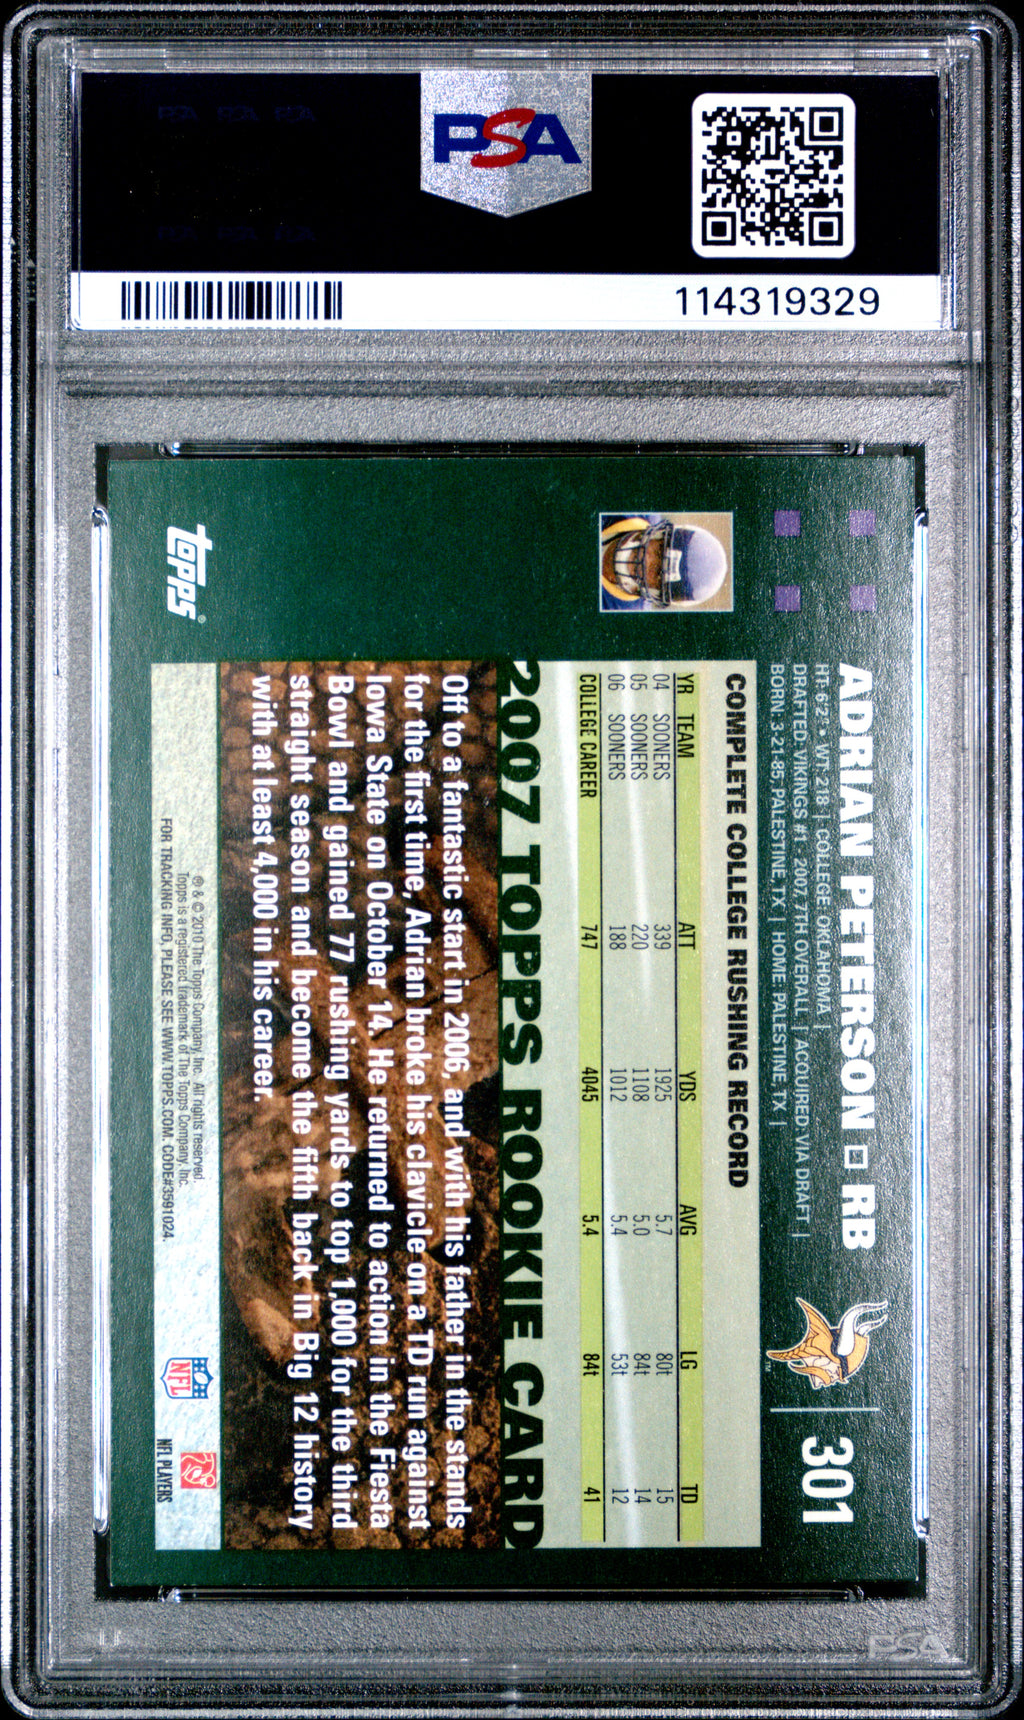 PSA
114319329
ADRIAN PETERSON □ RB
HT: 6'2" • WT: 218 | COLLEGE: OKLAHOMA |
DRAFTED: VIKINGS #1 - 2007, 7TH OVERALL | ACQUIRED: VIA DRAFT |
BORN: 3-21-85, PALESTINE, TX | HOME: PALESTINE, TX |
301
COMPLETE COLLEGE RUSHING RECORD
YR TEAM ATT YDS AVG LG TD
04 SOONERS 339 1925 5.7 80t 15
05 SOONERS 220 1108 5.0 84t 14
06 SOONERS 188 1012 5.4 53t 12
COLLEGE CAREER 747 4045 5.4 84t 41
2007 TOPPS ROOKIE CARD
Off to a fantastic start in 2006, and with his father in the stands
for the first time, Adrian broke his clavicle on a TD run against
Iowa State on October 14. He returned to action in the Fiesta
Bowl and gained 77 rushing yards to top 1,000 for the third
straight season and become the fifth back in Big 12 history
with at least 4,000 in his career.
topps®
® & © 2010 The Topps Company, Inc. All rights reserved.
Topps is a registered trademark of The Topps Company, Inc.
FOR TRACKING INFO, PLEASE SEE WWW.TOPPS.COM. CODE#3591024.
NFL
NFL PLAYERS
PSA